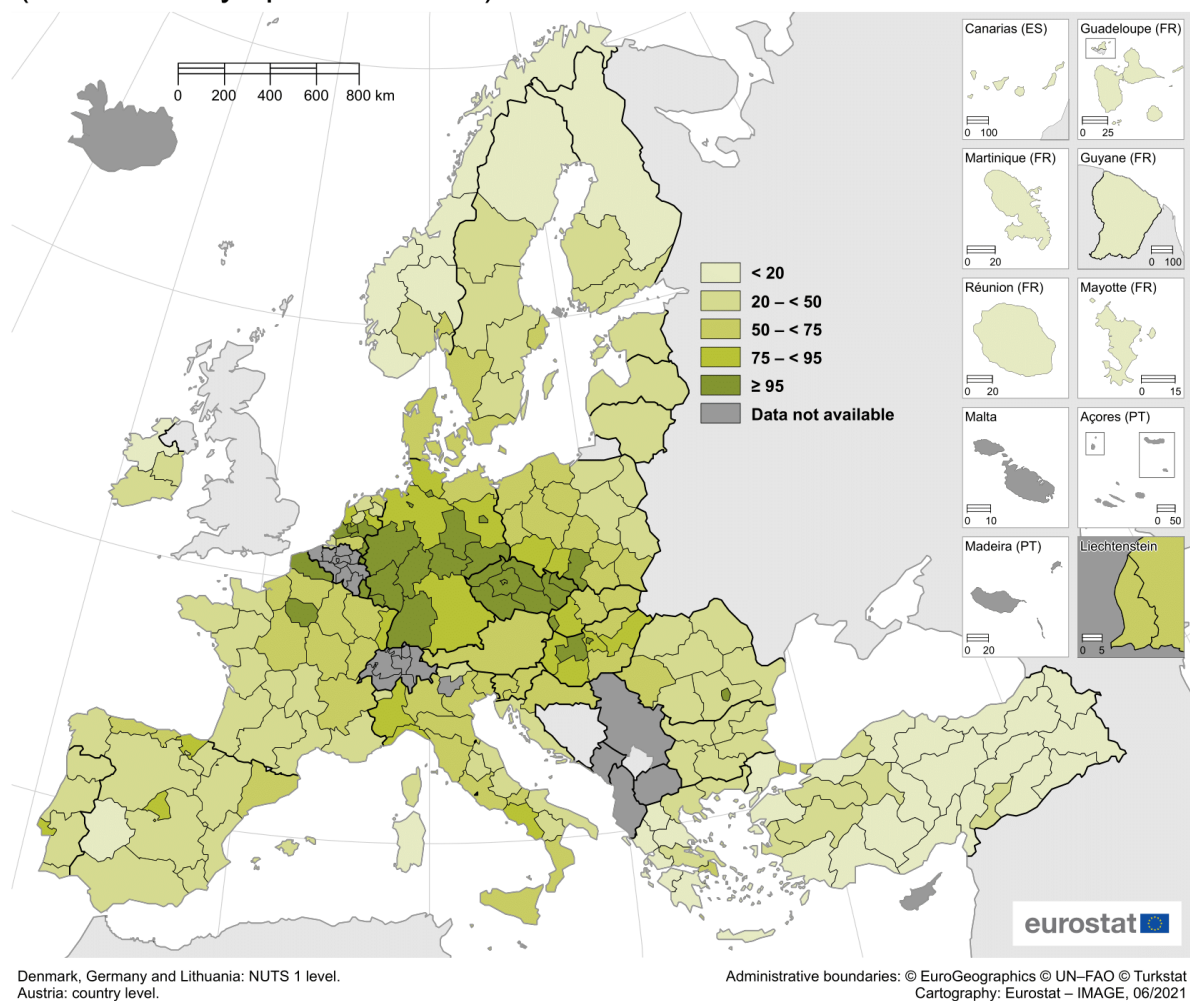 0 200 400 600 800 km
< 20
20 – < 50
50 – < 75
75 – < 95
≥ 95
Data not available
Canarias (ES)
0 100
Guadeloupe (FR)
0 25
Martinique (FR)
0 20
Guyane (FR)
0 100
Réunion (FR)
0 20
Mayotte (FR)
0 15
Malta
0 10
Açores (PT)
0 50
Madeira (PT)
0 20
Liechtenstein
0 5
eurostat
Denmark, Germany and Lithuania: NUTS 1 level.
Austria: country level.
Administrative boundaries: © EuroGeographics © UN–FAO © Turkstat
Cartography: Eurostat – IMAGE, 06/2021